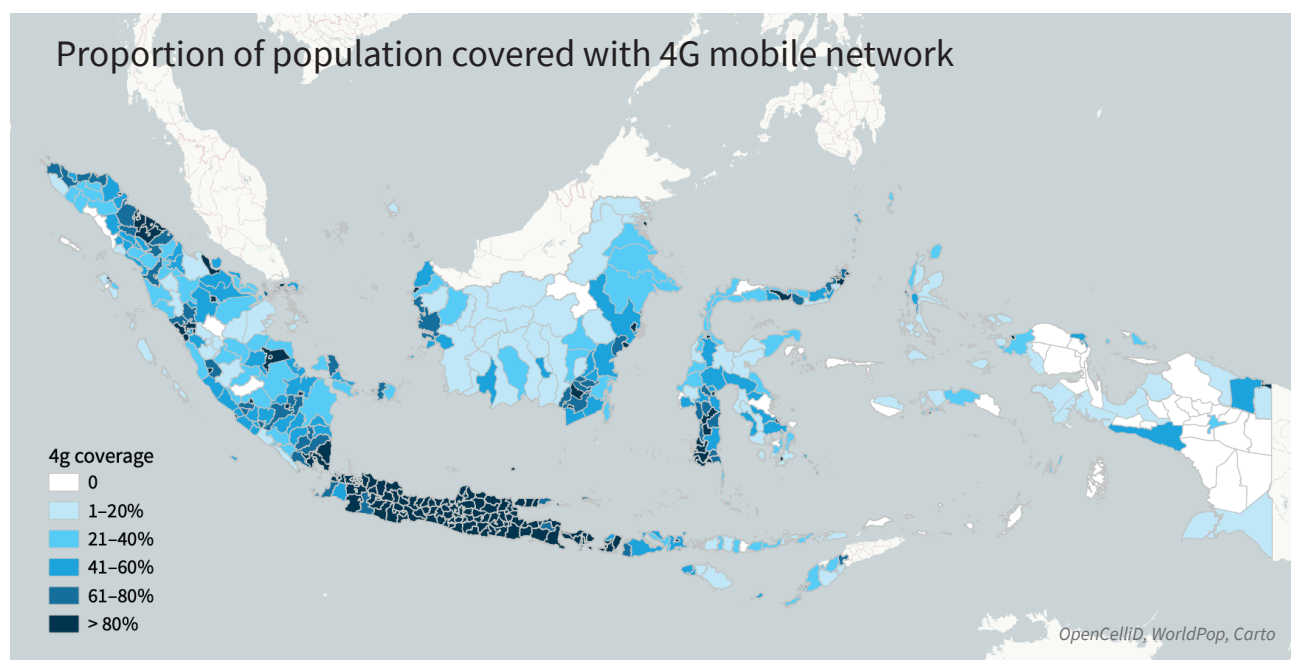 Proportion of population covered with 4G mobile network
4g coverage
0
1–20%
21–40%
41–60%
61–80%
> 80%
OpenCelliD, WorldPop, Carto